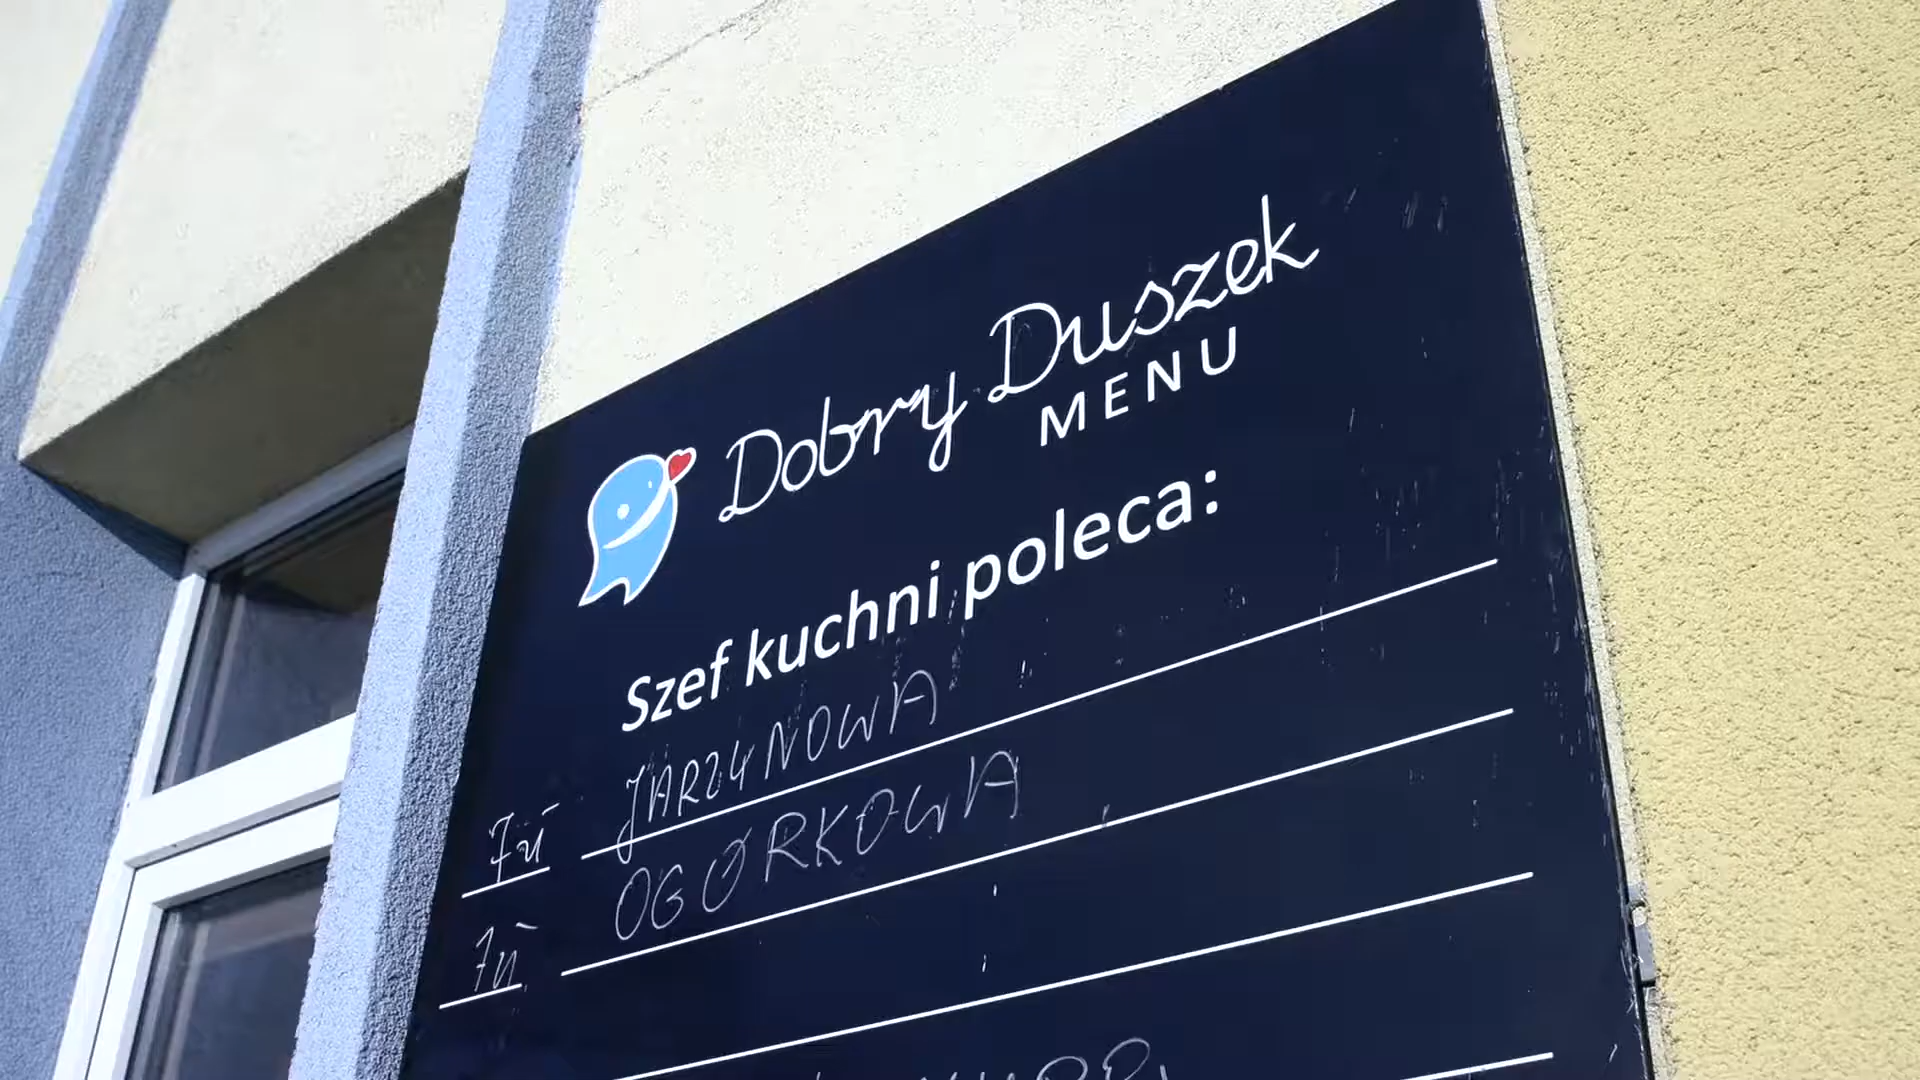 Dobry Duszek
MENU
Szef kuchni poleca:
JARZYNOWA
OGÓRKOWA